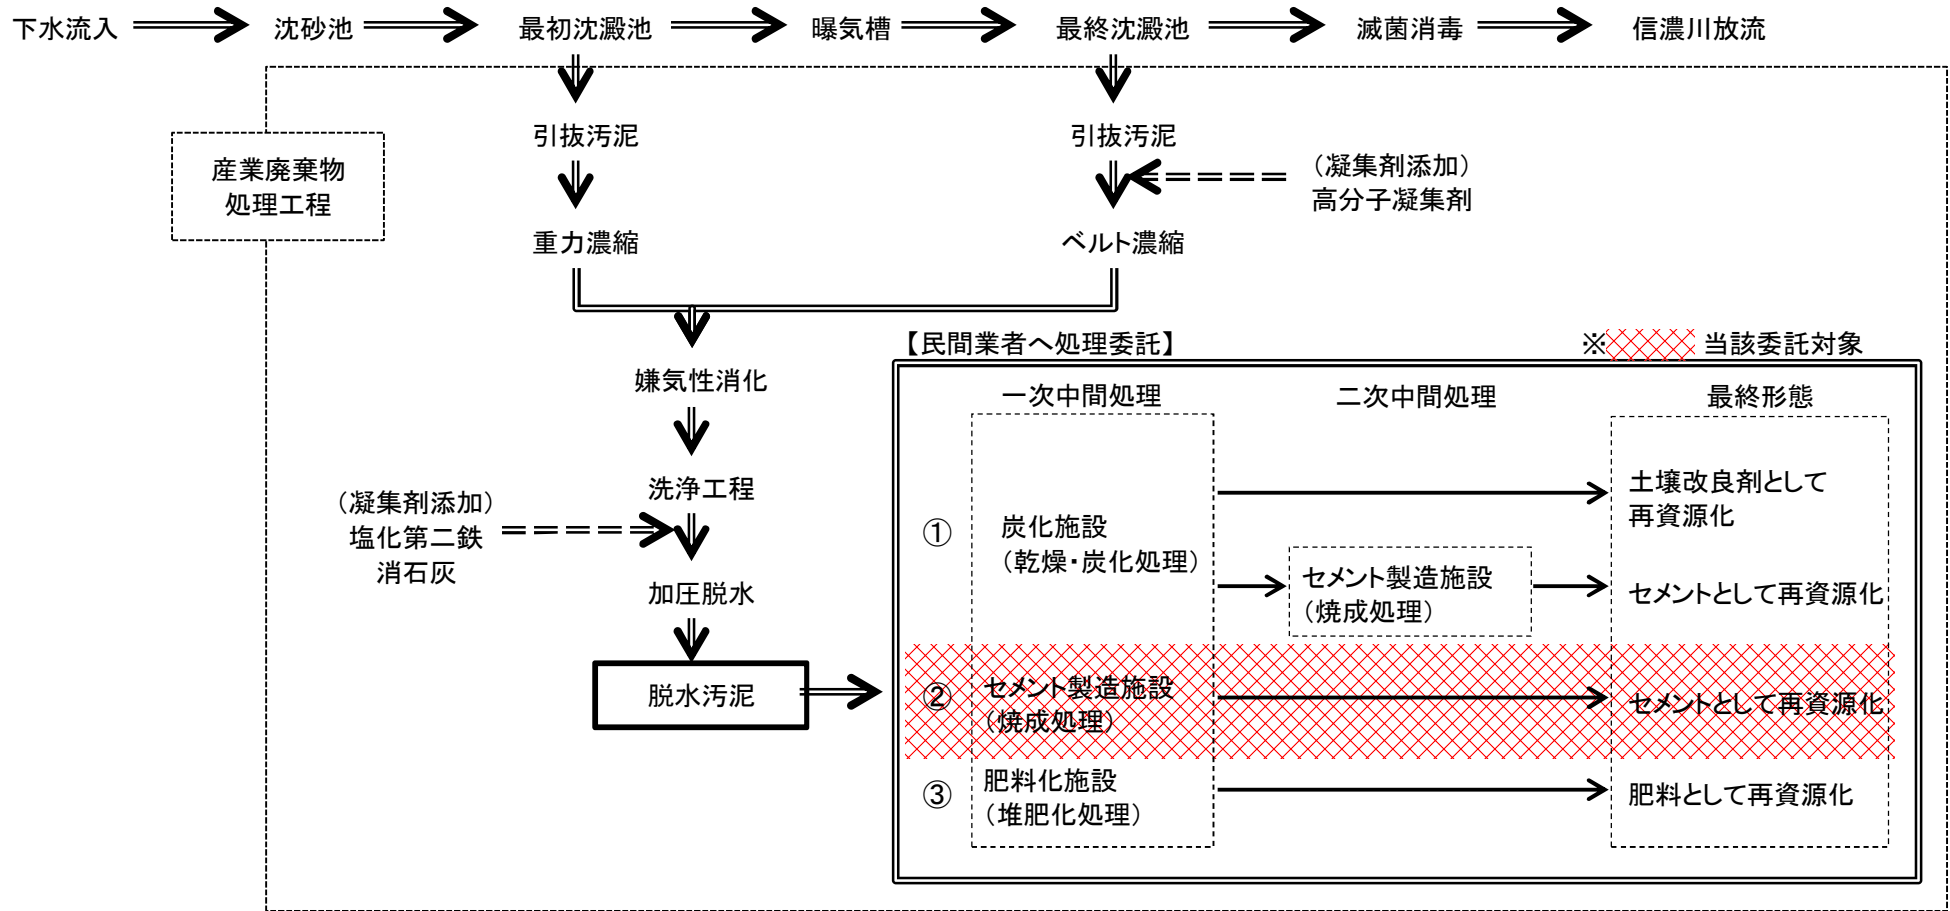 下水流入
沈砂池
最初沈澱池
曝気槽
最終沈澱池
滅菌消毒
信濃川放流
産業廃棄物
処理工程
引抜汚泥
引抜汚泥
（凝集剤添加）
高分子凝集剤
重力濃縮
ベルト濃縮
嫌気性消化
洗浄工程
（凝集剤添加）
塩化第二鉄
消石灰
加圧脱水
脱水汚泥
【民間業者へ処理委託】
※ 当該委託対象
一次中間処理
二次中間処理
最終形態
①
炭化施設
（乾燥・炭化処理）
土壌改良剤として
再資源化
セメント製造施設
（焼成処理）
セメントとして再資源化
②
セメント製造施設
（焼成処理）
セメントとして再資源化
③
肥料化施設
（堆肥化処理）
肥料として再資源化